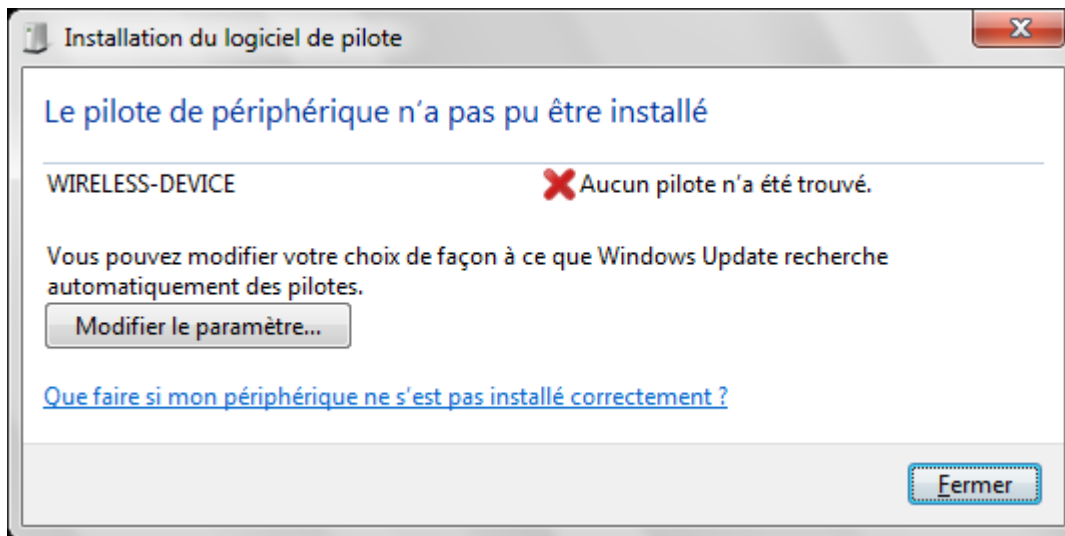 Installation du logiciel de pilote
Le pilote de périphérique n’a pas pu être installé
WIRELESS-DEVICE Aucun pilote n’a été trouvé.
Vous pouvez modifier votre choix de façon à ce que Windows Update recherche
automatiquement des pilotes.
Modifier le paramètre...
Que faire si mon périphérique ne s’est pas installé correctement ?
Fermer